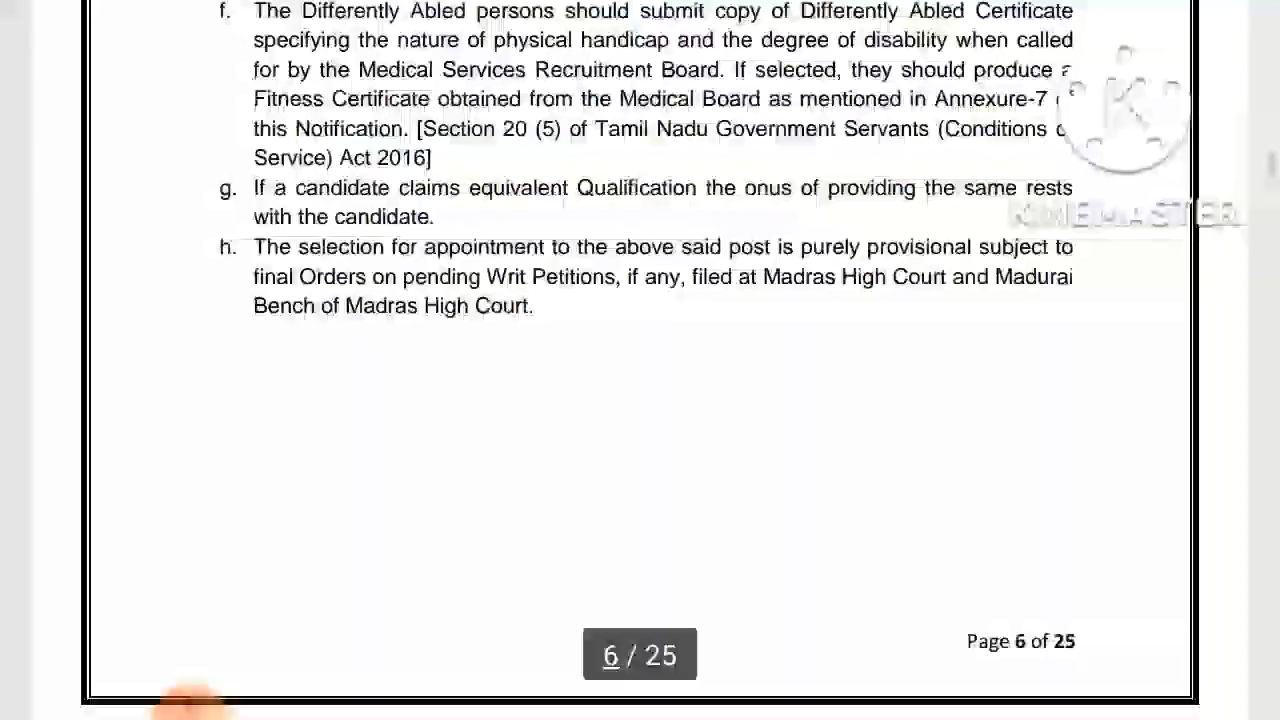 f. The Differently Abled persons should submit copy of Differently Abled Certificate
specifying the nature of physical handicap and the degree of disability when called
for by the Medical Services Recruitment Board. If selected, they should produce a
Fitness Certificate obtained from the Medical Board as mentioned in Annexure-7
this Notification. [Section 20 (5) of Tamil Nadu Government Servants (Conditions
Service) Act 2016]
g. If a candidate claims equivalent Qualification the onus of providing the same rests
with the candidate.
h. The selection for appointment to the above said post is purely provisional subject to
final Orders on pending Writ Petitions, if any, filed at Madras High Court and Madurai
Bench of Madras High Court.
Page 6 of 25
6 / 25
K
KINEMASTER